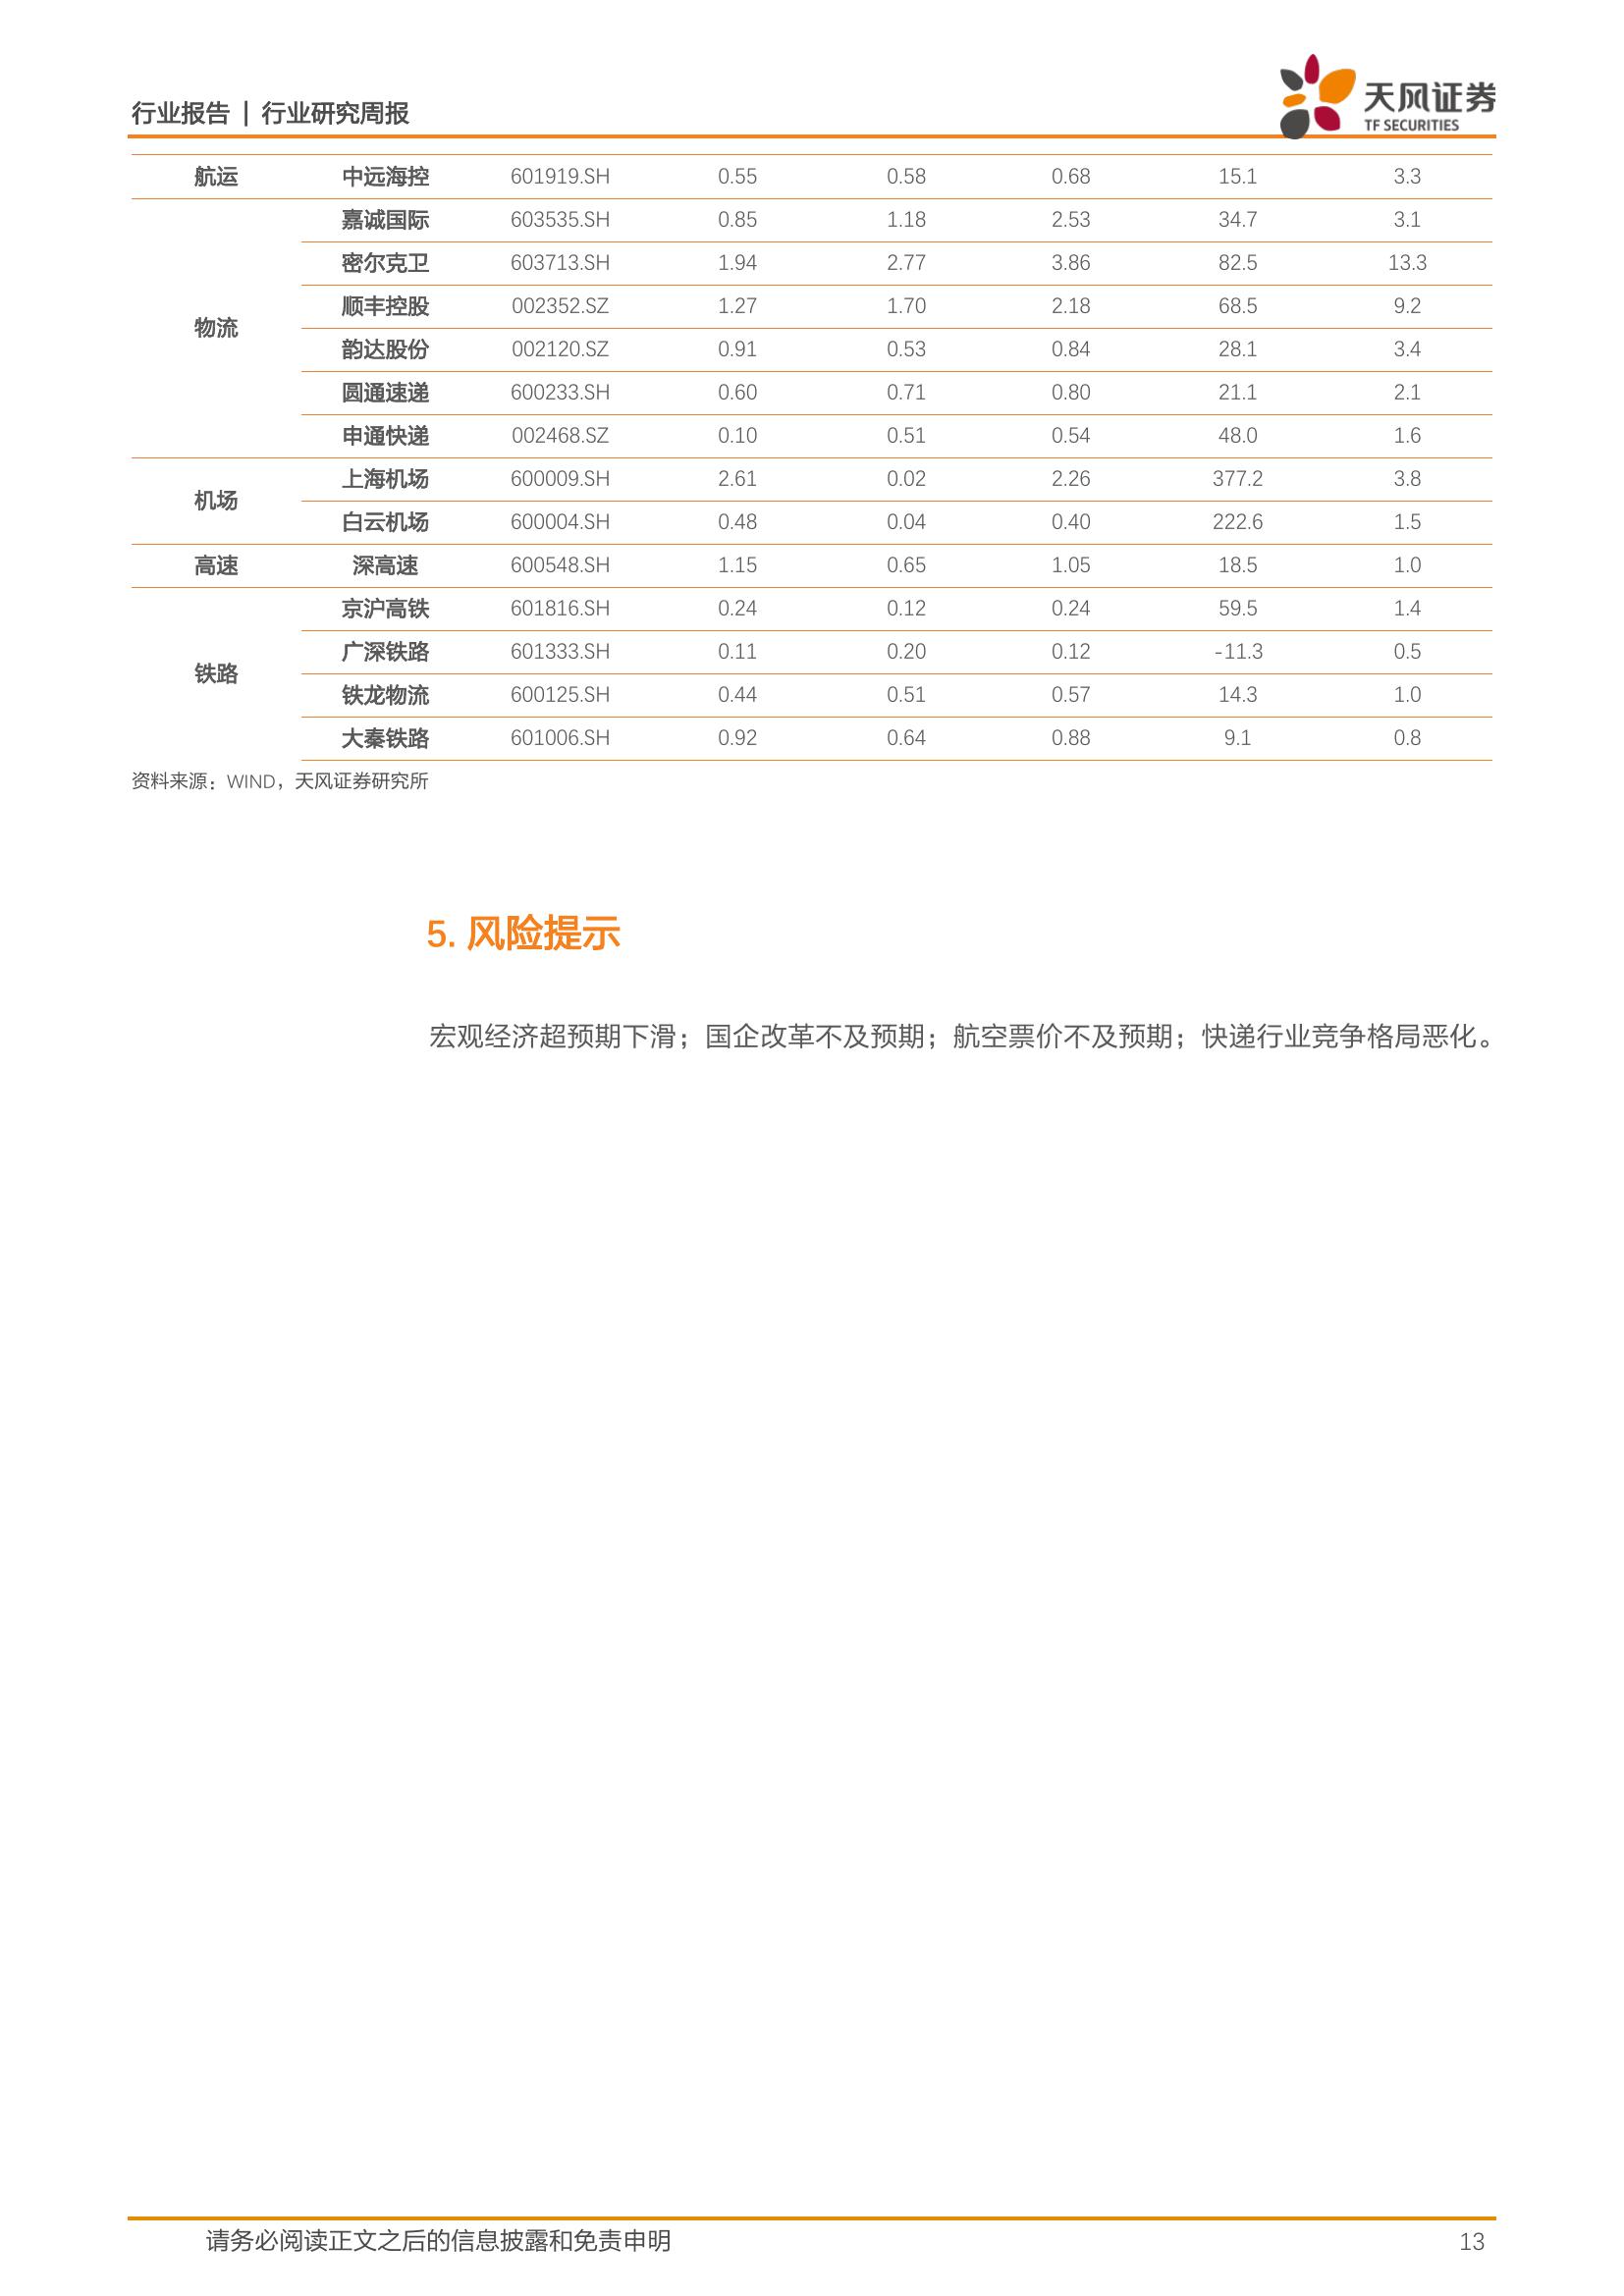 行业报告 | 行业研究周报
天风证券
TF SECURITIES
航运 中远海控 601919.SH 0.55 0.58 0.68 15.1 3.3
物流 嘉诚国际 603535.SH 0.85 1.18 2.53 34.7 3.1
密尔克卫 603713.SH 1.94 2.77 3.86 82.5 13.3
顺丰控股 002352.SZ 1.27 1.70 2.18 68.5 9.2
韵达股份 002120.SZ 0.91 0.53 0.84 28.1 3.4
圆通速递 600233.SH 0.60 0.71 0.80 21.1 2.1
申通快递 002468.SZ 0.10 0.51 0.54 48.0 1.6
机场 上海机场 600009.SH 2.61 0.02 2.26 377.2 3.8
白云机场 600004.SH 0.48 0.04 0.40 222.6 1.5
高速 深高速 600548.SH 1.15 0.65 1.05 18.5 1.0
铁路 京沪高铁 601816.SH 0.24 0.12 0.24 59.5 1.4
广深铁路 601333.SH 0.11 0.20 0.12 -11.3 0.5
铁龙物流 600125.SH 0.44 0.51 0.57 14.3 1.0
大秦铁路 601006.SH 0.92 0.64 0.88 9.1 0.8
资料来源：WIND，天风证券研究所
5. 风险提示
宏观经济超预期下滑；国企改革不及预期；航空票价不及预期；快递行业竞争格局恶化。
请务必阅读正文之后的信息披露和免责申明 13